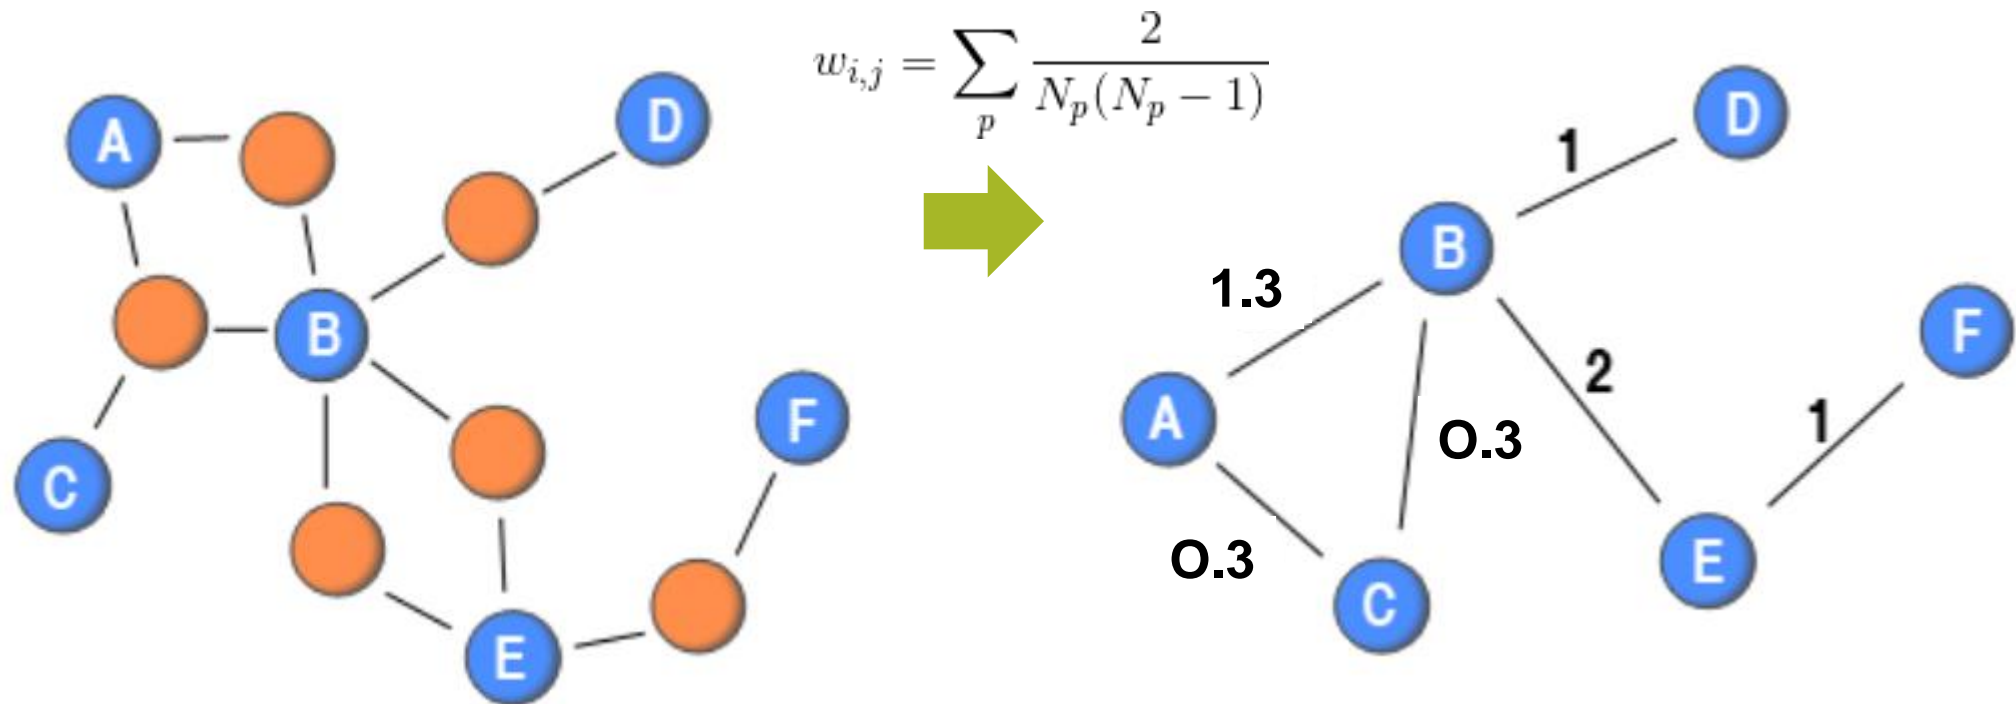 w_{i,j} = \sum_p \frac{2}{N_p(N_p - 1)}
A
D
B
C
F
E
D
1
B
1.3
F
2
1
A
O.3
O.3
E
C